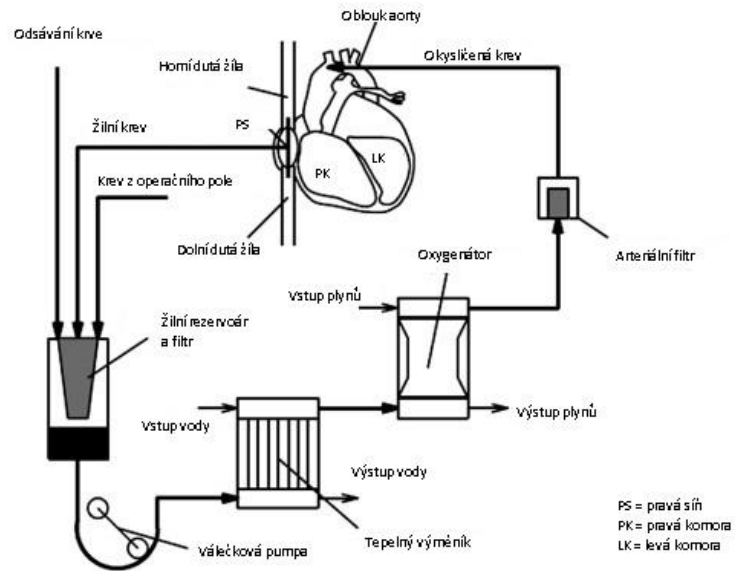 Oblouk aorty
Odsávání krve
Okysličená krev
Horní dutá žíla
Žilní krev
PS
LK
PK
Krev z operačního pole
Dolní dutá žíla
Oxygenátor
Arteriální filtr
Vstup plynů
Žilní rezervoár
a filtr
Výstup plynů
Vstup vody
Výstup vody
PS = pravá síň
PK = pravá komora
LK = levá komora
Tepelný výměník
Válečková pumpa